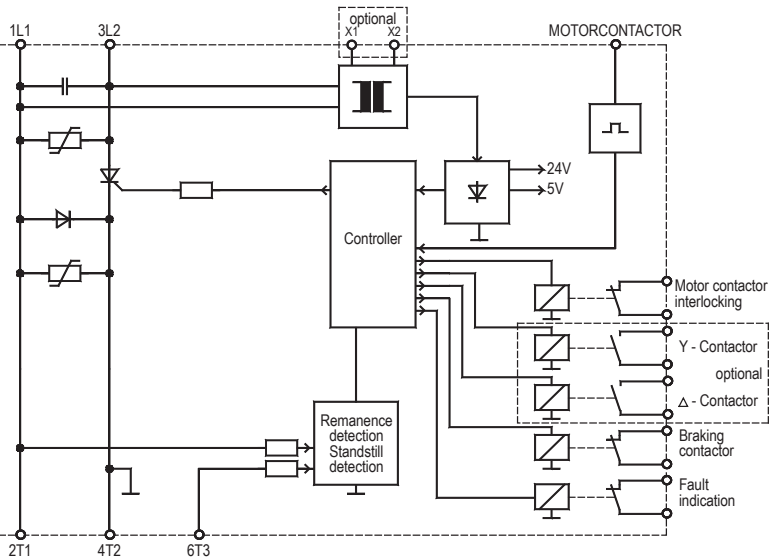 optional
1L1 3L2 X1 X2 MOTORCONTACTOR
24V
5V
Controller
Motor contactor
interlocking
Y - Contactor
optional
Δ - Contactor
Remanence
detection
Standstill
detection
Braking
contactor
Fault
indication
2T1 4T2 6T3